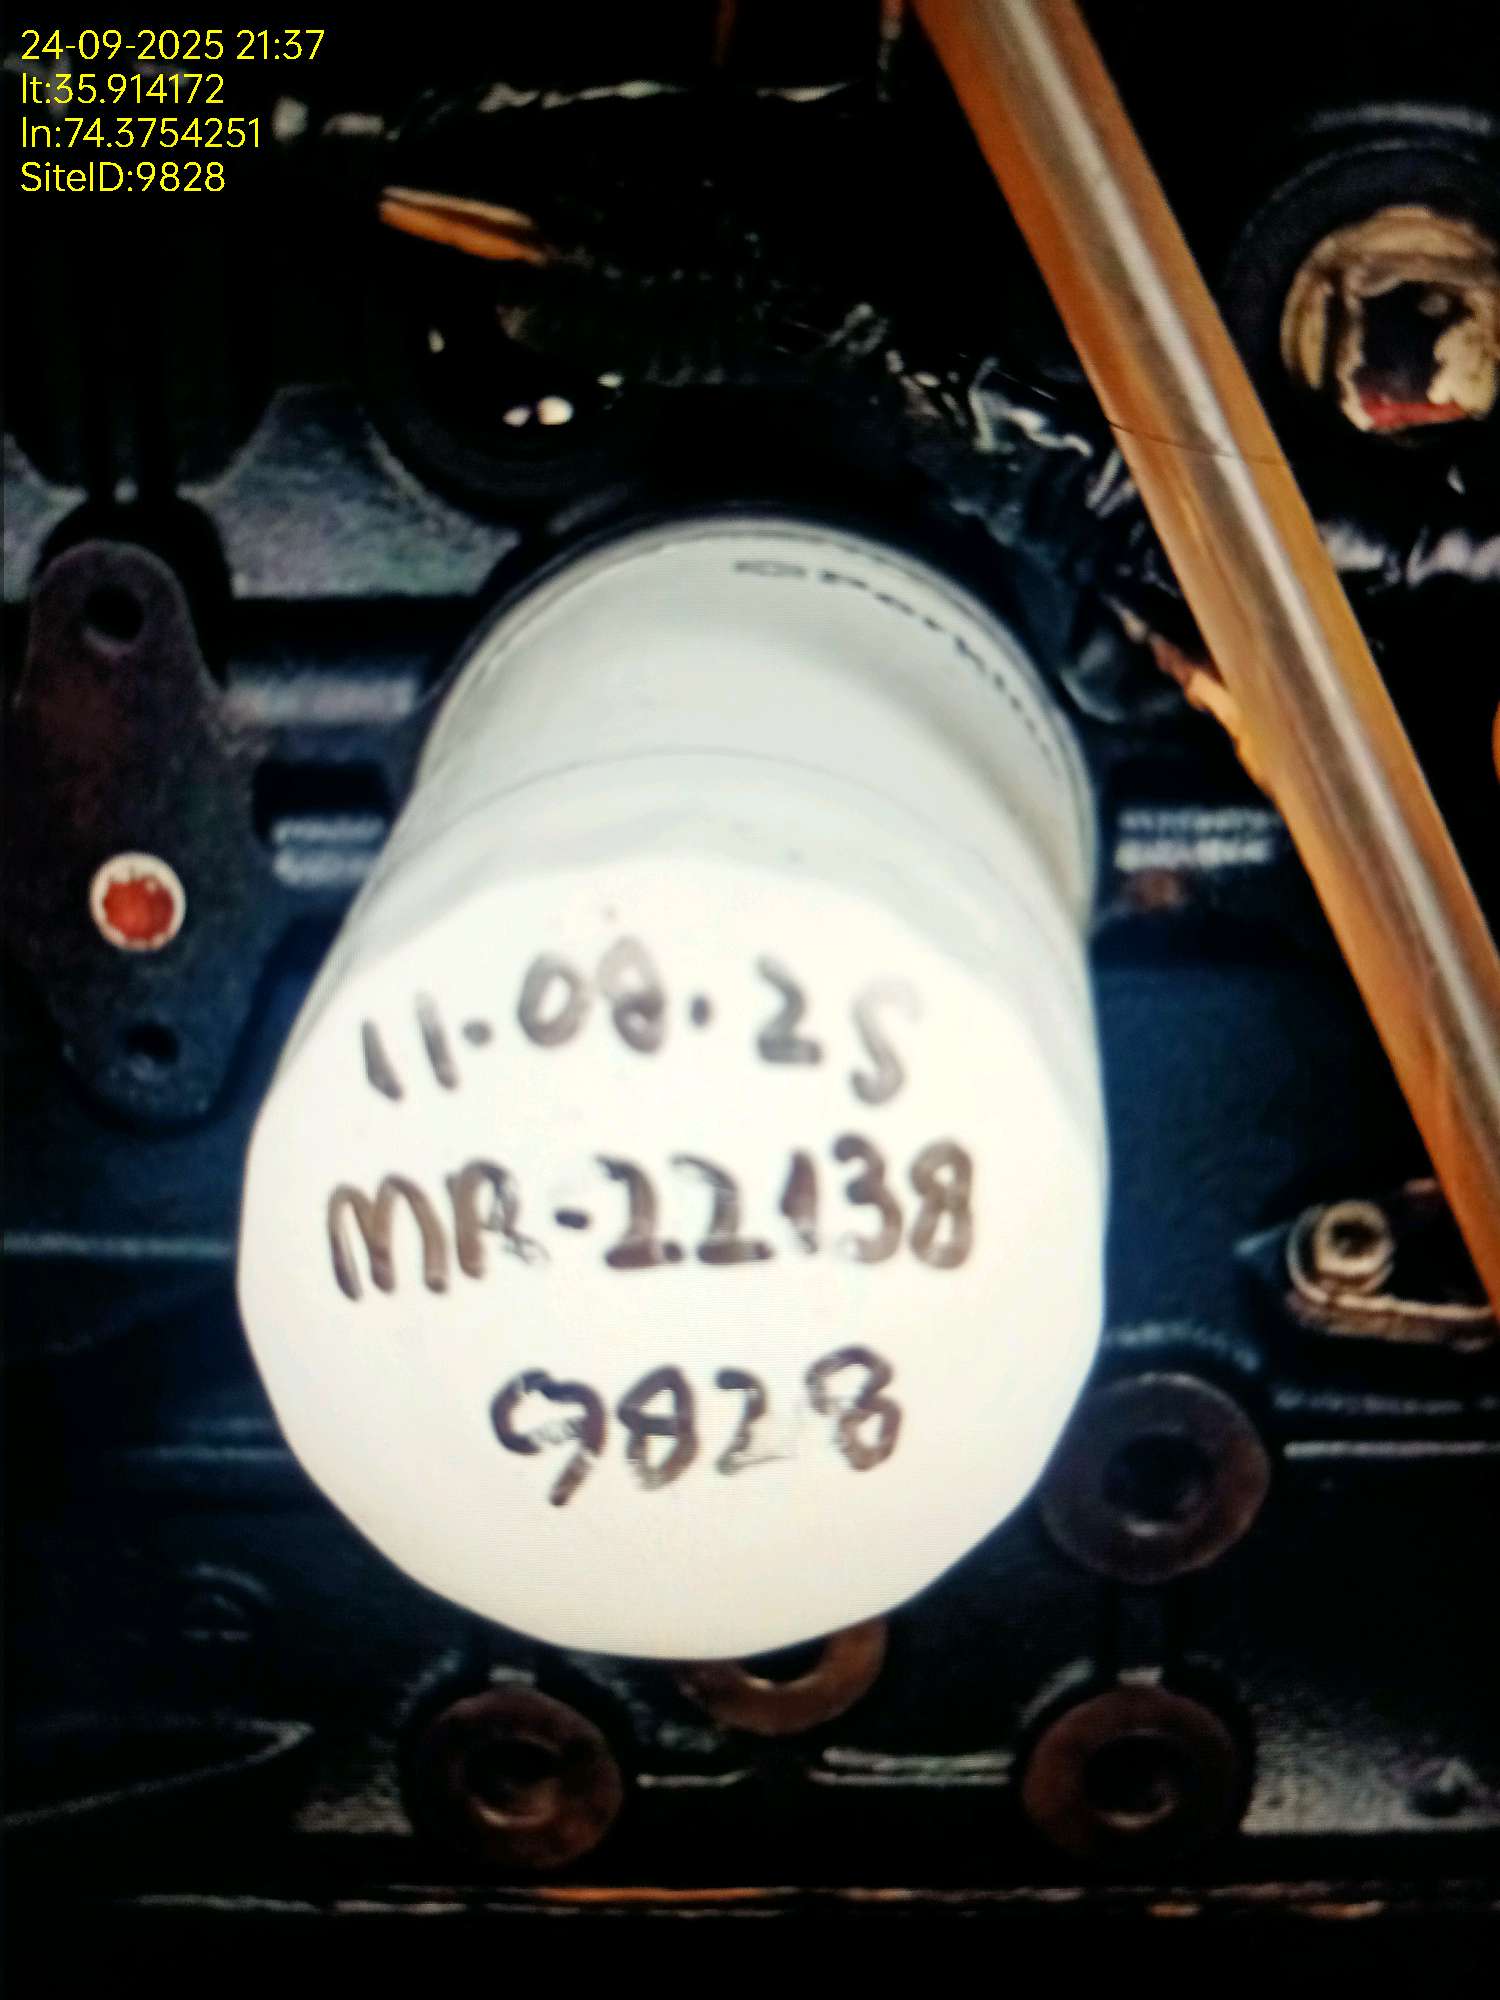 24-09-2025 21:37
lt:35.914172
ln:74.3754251
SiteID:9828
Perkins
11-08.25
MR-22138
9828